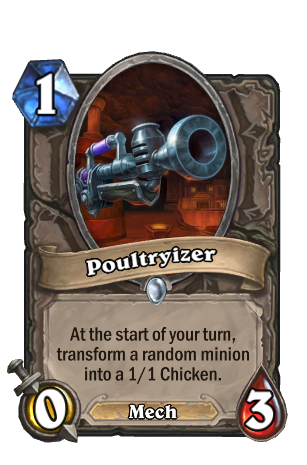 1
Poultryizer
At the start of your turn,
transform a random minion
into a 1/1 Chicken.
0
Mech
3